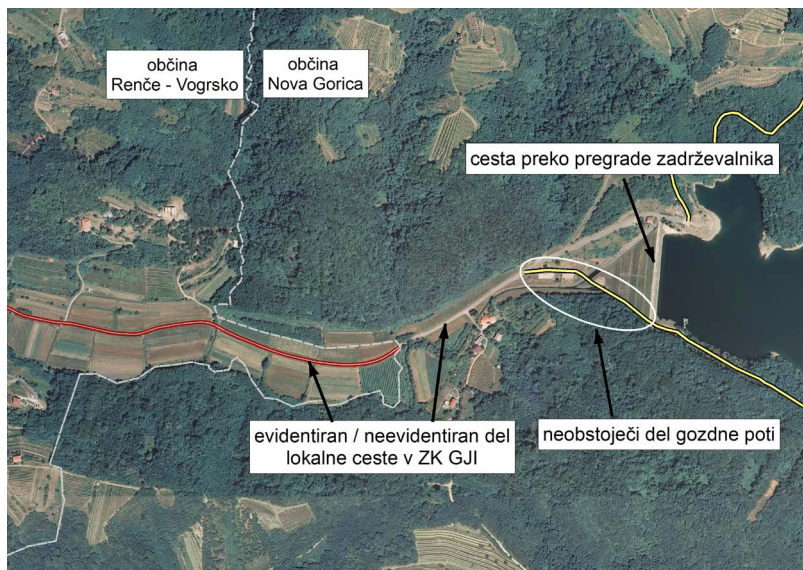 občina
Renče - Vogrsko
občina
Nova Gorica
cesta preko pregrade zadrževalnika
evidentiran / neevidentiran del
lokalne ceste v ZK GJI
neobstoječi del gozdne poti